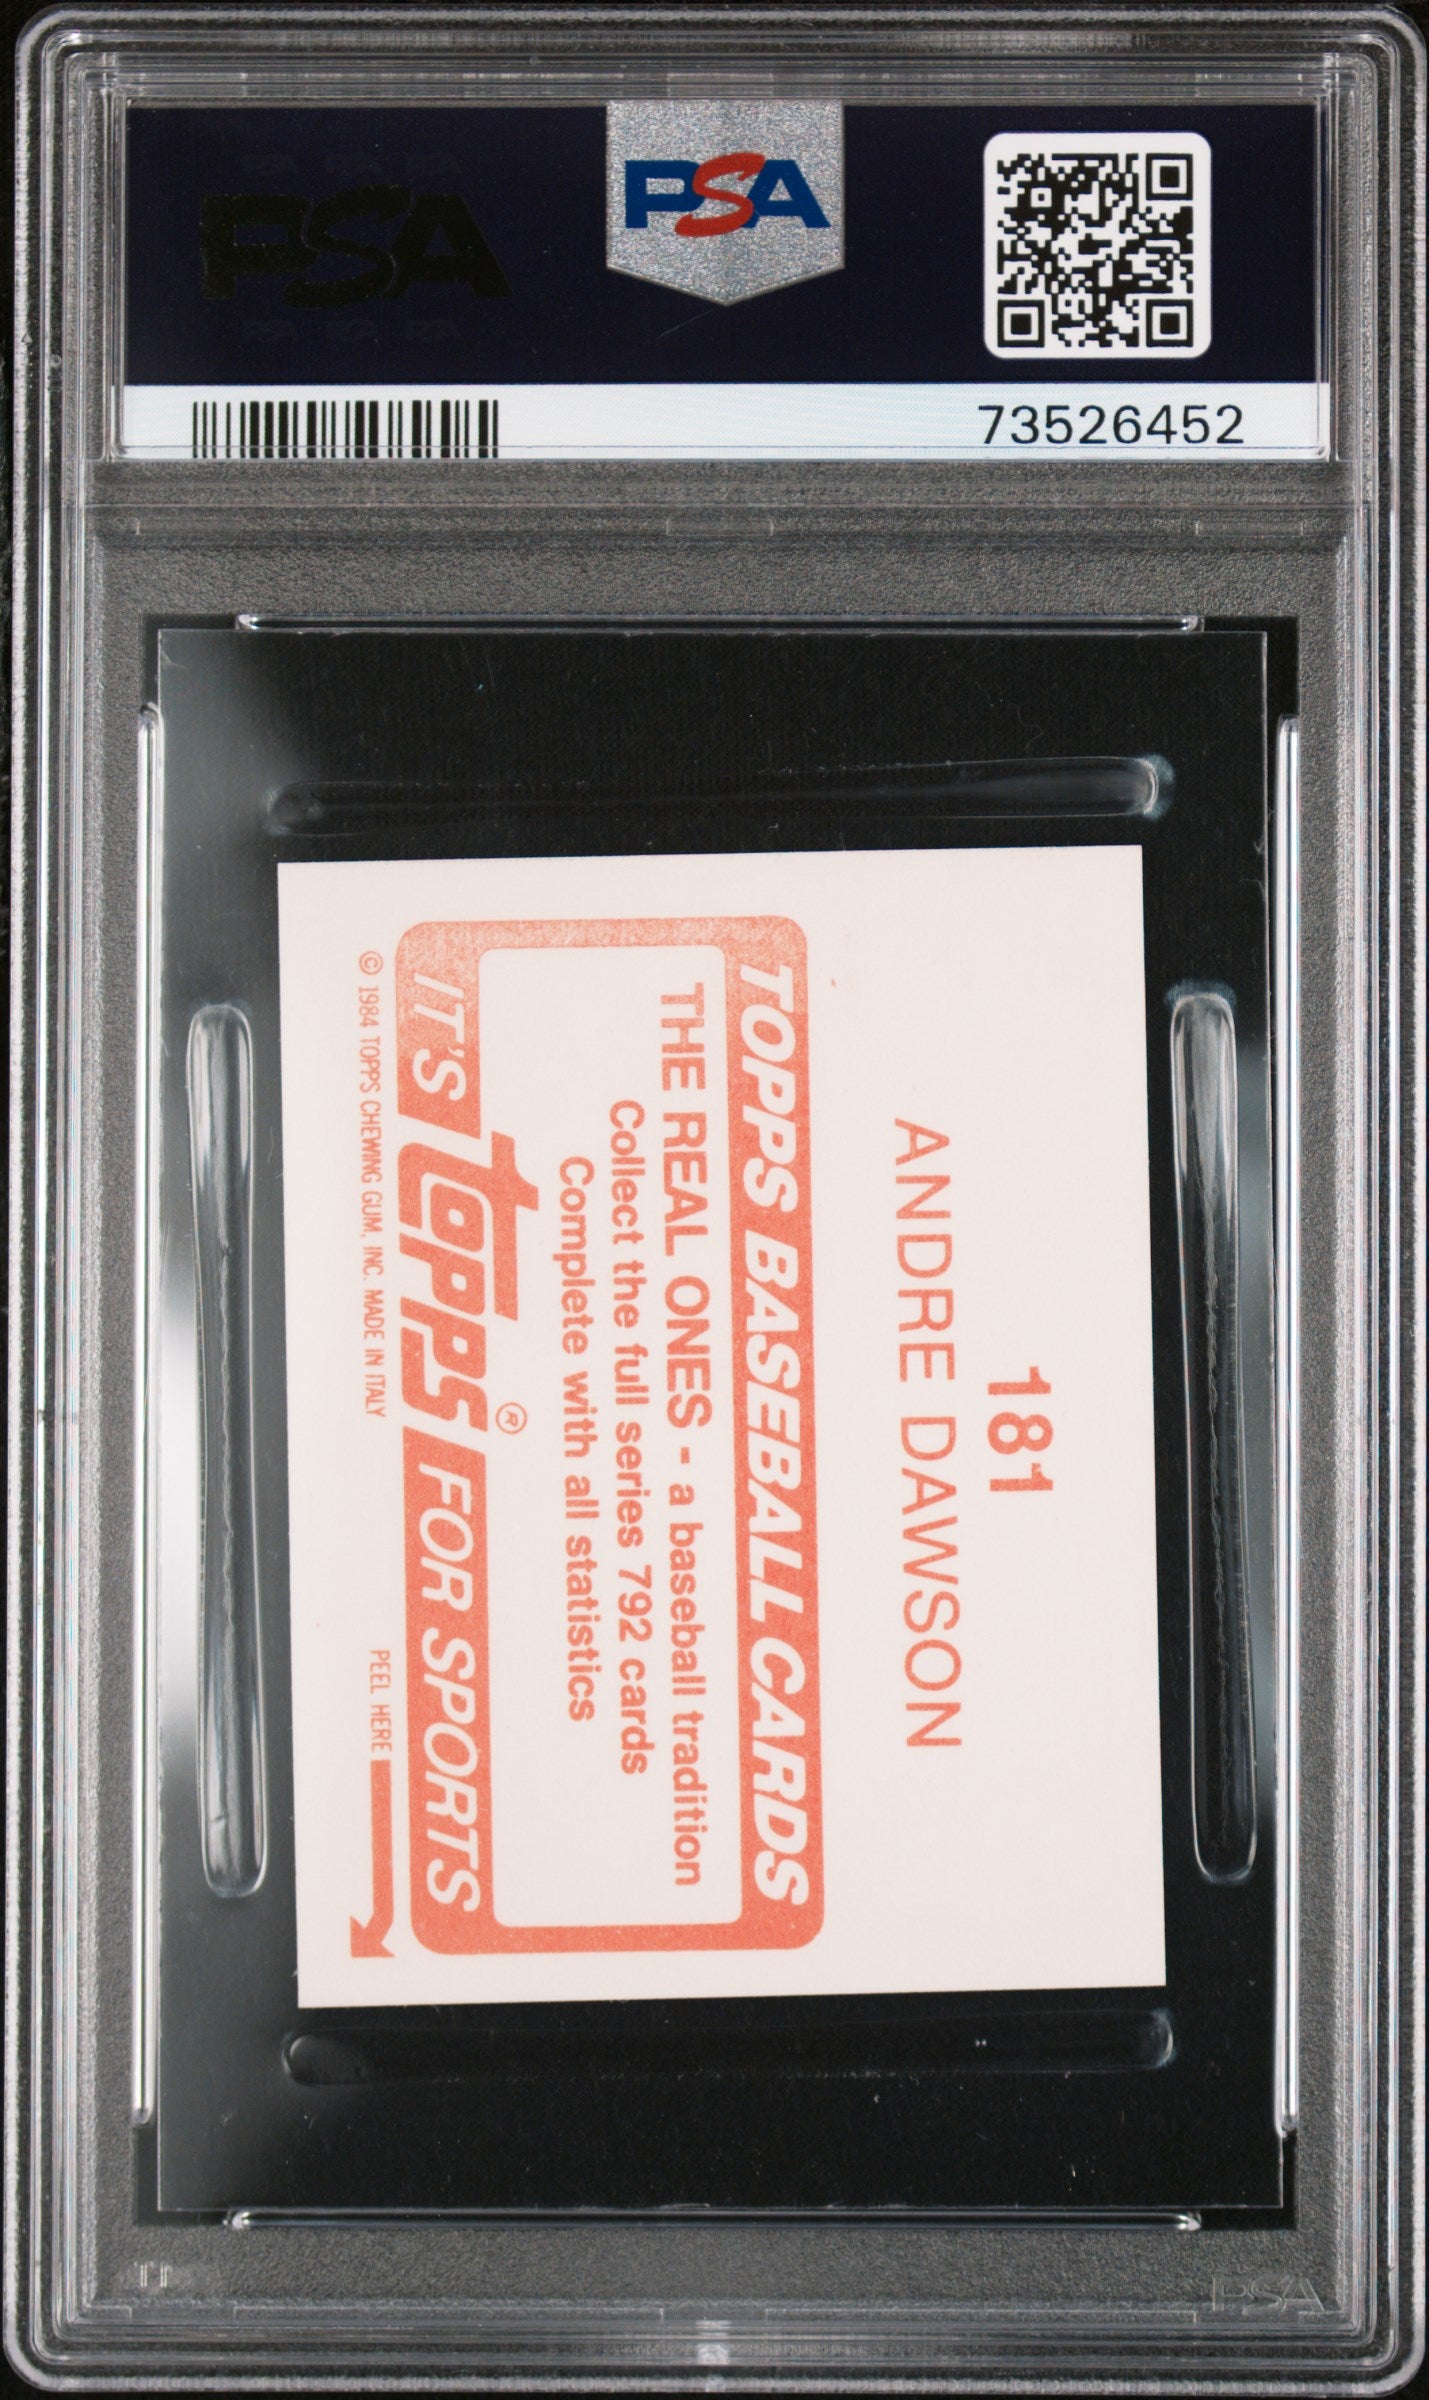 PSA
PSA
73526452
181
ANDRE DAWSON
TOPPS BASEBALL CARDS
THE REAL ONES - a baseball tradition
Collect the full series 792 cards
Complete with all statistics
IT'S TOPPS® FOR SPORTS
© 1984 TOPPS CHEWING GUM, INC. MADE IN ITALY
PEEL HERE
PSA